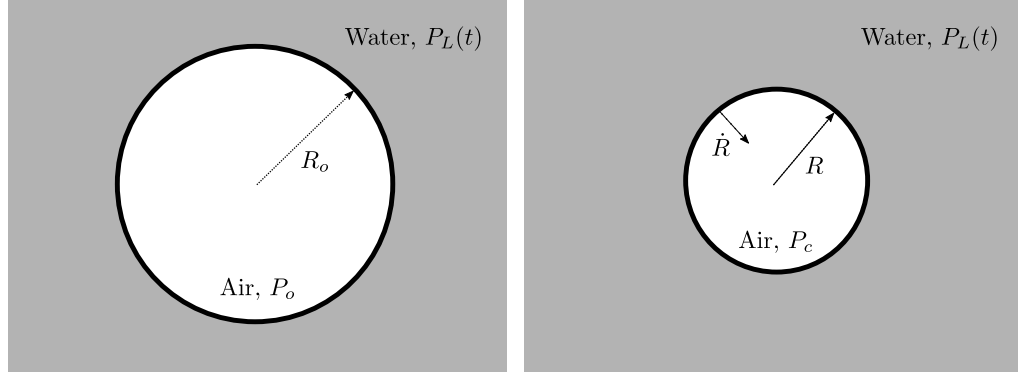 Water, P_L(t)
R_o
Air, P_o
Water, P_L(t)
Ṙ
R
Air, P_c